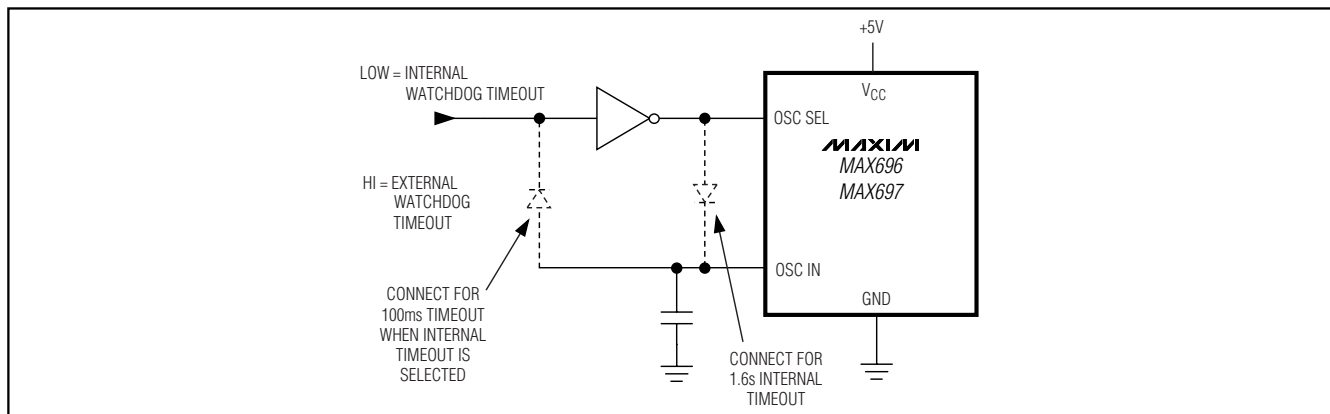 +5V
LOW = INTERNAL
WATCHDOG TIMEOUT
VCC
OSC SEL
MAXIM
MAX696
MAX697
HI = EXTERNAL
WATCHDOG
TIMEOUT
OSC IN
GND
CONNECT FOR
100ms TIMEOUT
WHEN INTERNAL
TIMEOUT IS
SELECTED
CONNECT FOR
1.6s INTERNAL
TIMEOUT